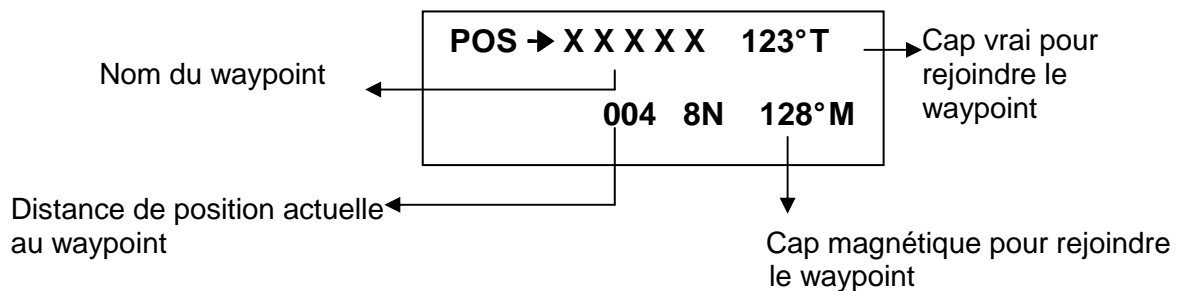 POS → X X X X X 123°T
Cap vrai pour
rejoindre le
waypoint
Nom du waypoint
004 8N 128°M
Distance de position actuelle
au waypoint
Cap magnétique pour rejoindre
le waypoint